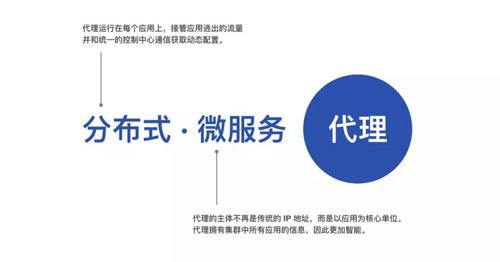 代理运行在每个应用上，接管应用进出的流量
并和统一的控制中心通信获取动态配置。
分布式·微服务 代理
代理的主体不再是传统的 IP 地址，而是以应用为核心单位。
代理拥有集群中所有应用的信息，因此更加智能。